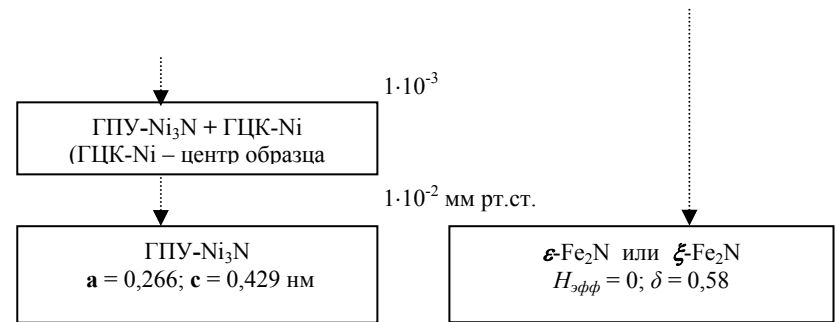 1·10⁻³
ГПУ-Ni₃N + ГЦК-Ni
(ГЦК-Ni – центр образца
1·10⁻² мм рт.ст.
ГПУ-Ni₃N
a = 0,266; c = 0,429 нм
ε-Fe₂N или ξ-Fe₂N
Hэфф = 0; δ = 0,58